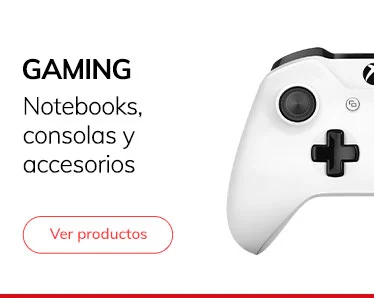 GAMING
Notebooks,
consolas y
accesorios
Ver productos